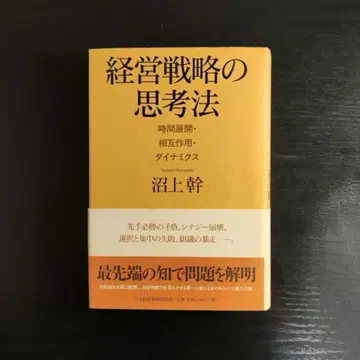 経営戦略の
思考法
時間展開・
相互作用・
ダイナミクス
沼上 幹
先手必勝の矛盾、シナジー崩壊、
選択と集中の失敗、組織の暴走―。
最先端の知で問題を解明